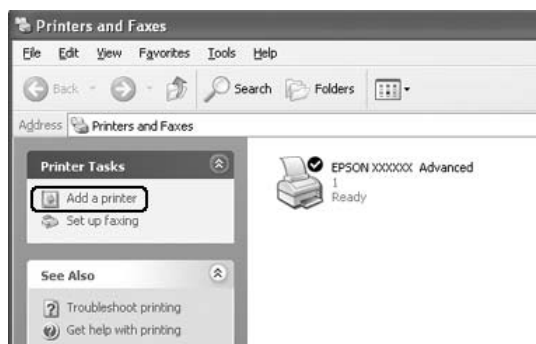 Printers and Faxes
File Edit View Favorites Tools Help
Back Search Folders
Address Printers and Faxes
Printer Tasks
Add a printer
Set up faxing
See Also
Troubleshoot printing
Get help with printing
EPSON XXXXXX Advanced
1
Ready